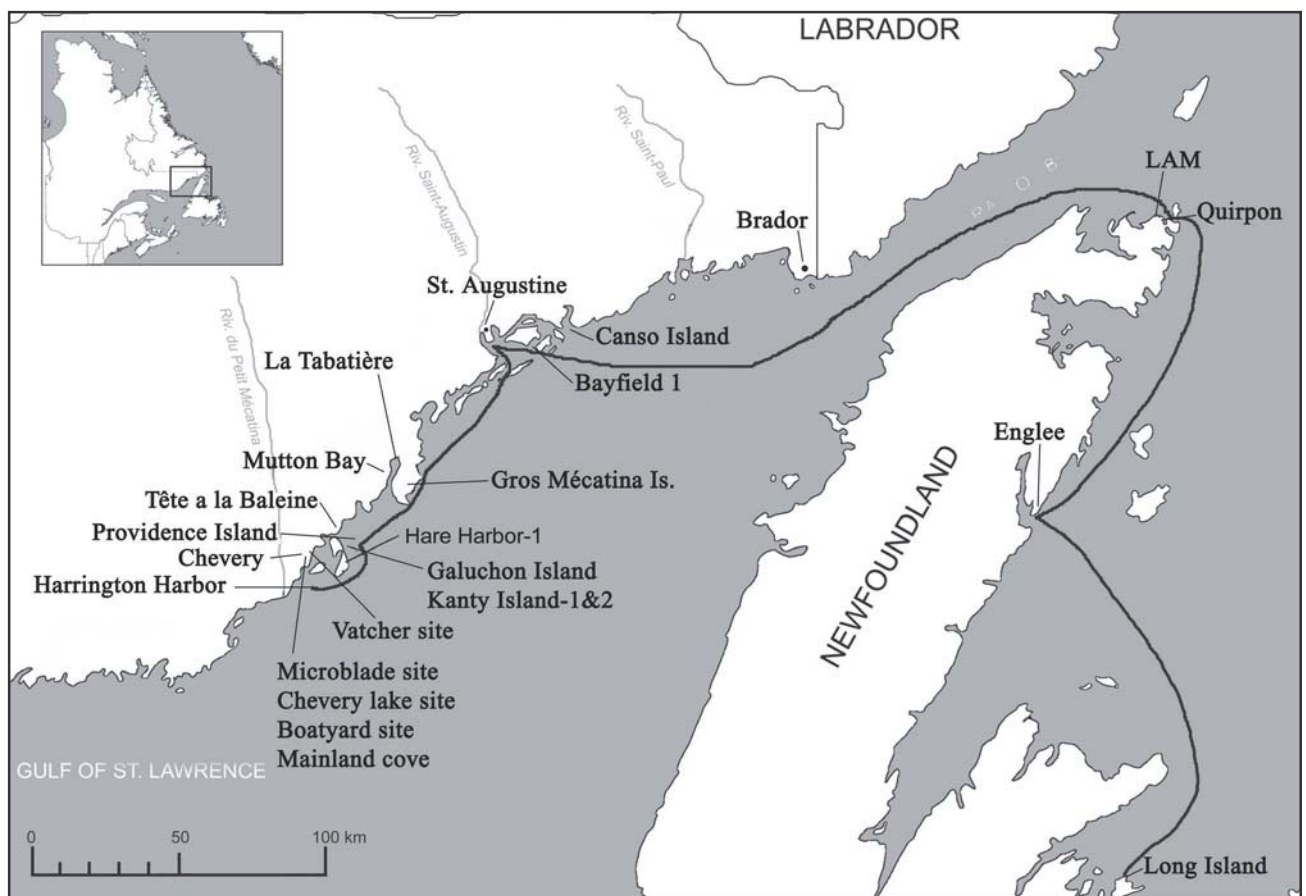 LABRADOR
LAM
Quirpon
Riv. Saint-Paul
Riv. Saint-Augustin
Brador
St. Augustine
Canso Island
Bayfield 1
La Tabatière
Riv. du Petit Mécatina
Mutton Bay
Gros Mécatina Is.
Englee
Tête a la Baleine
Providence Island
Hare Harbor-1
Chevery
Galuchon Island
Harrington Harbor
Kanty Island-1&2
NEWFOUNDLAND
Vatcher site
Microblade site
Chevery lake site
Boatyard site
Mainland cove
GULF OF ST. LAWRENCE
0 50 100 km
Long Island